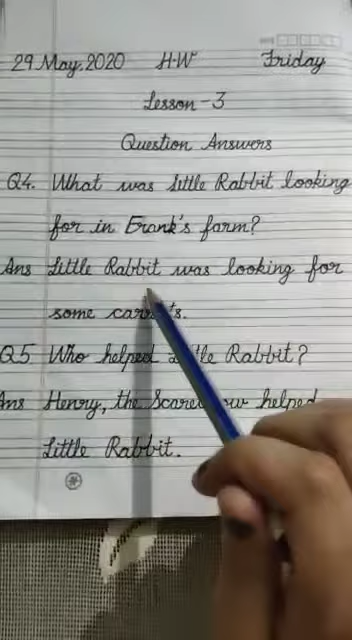 29 May, 2020 H.W Friday
Lesson-3
Question Answers
Q4. What was little Rabbit looking
for in Frank's farm?
Ans Little Rabbit was looking for
some
Q5 Who helped Rabbit?
Ans Henry, the helped
Little Rabbit.